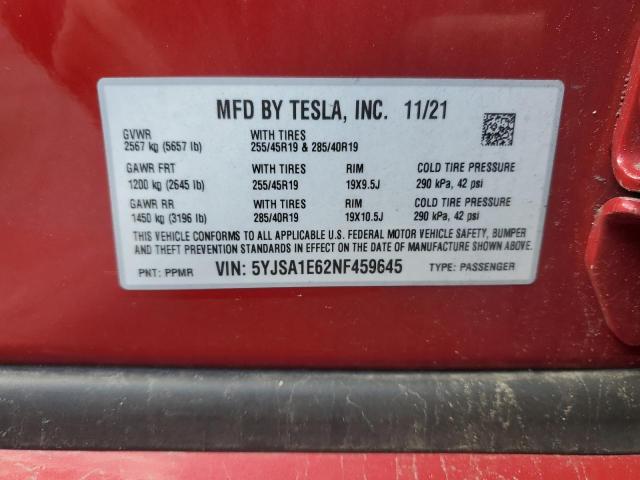 MFD BY TESLA, INC. 11/21
GVWR WITH TIRES
2567 kg (5657 lb) 255/45R19 & 285/40R19
GAWR FRT WITH TIRES RIM COLD TIRE PRESSURE
1200 kg (2645 lb) 255/45R19 19X9.5J 290 kPa, 42 psi
GAWR RR WITH TIRES RIM COLD TIRE PRESSURE
1450 kg (3196 lb) 285/40R19 19X10.5J 290 kPa, 42 psi
THIS VEHICLE CONFORMS TO ALL APPLICABLE U.S. FEDERAL MOTOR VEHICLE SAFETY, BUMPER
AND THEFT PREVENTION STANDARDS IN EFFECT ON THE DATE OF MANUFACTURE SHOWN ABOVE.
PNT: PPMR VIN: 5YJSA1E62NF459645 TYPE: PASSENGER